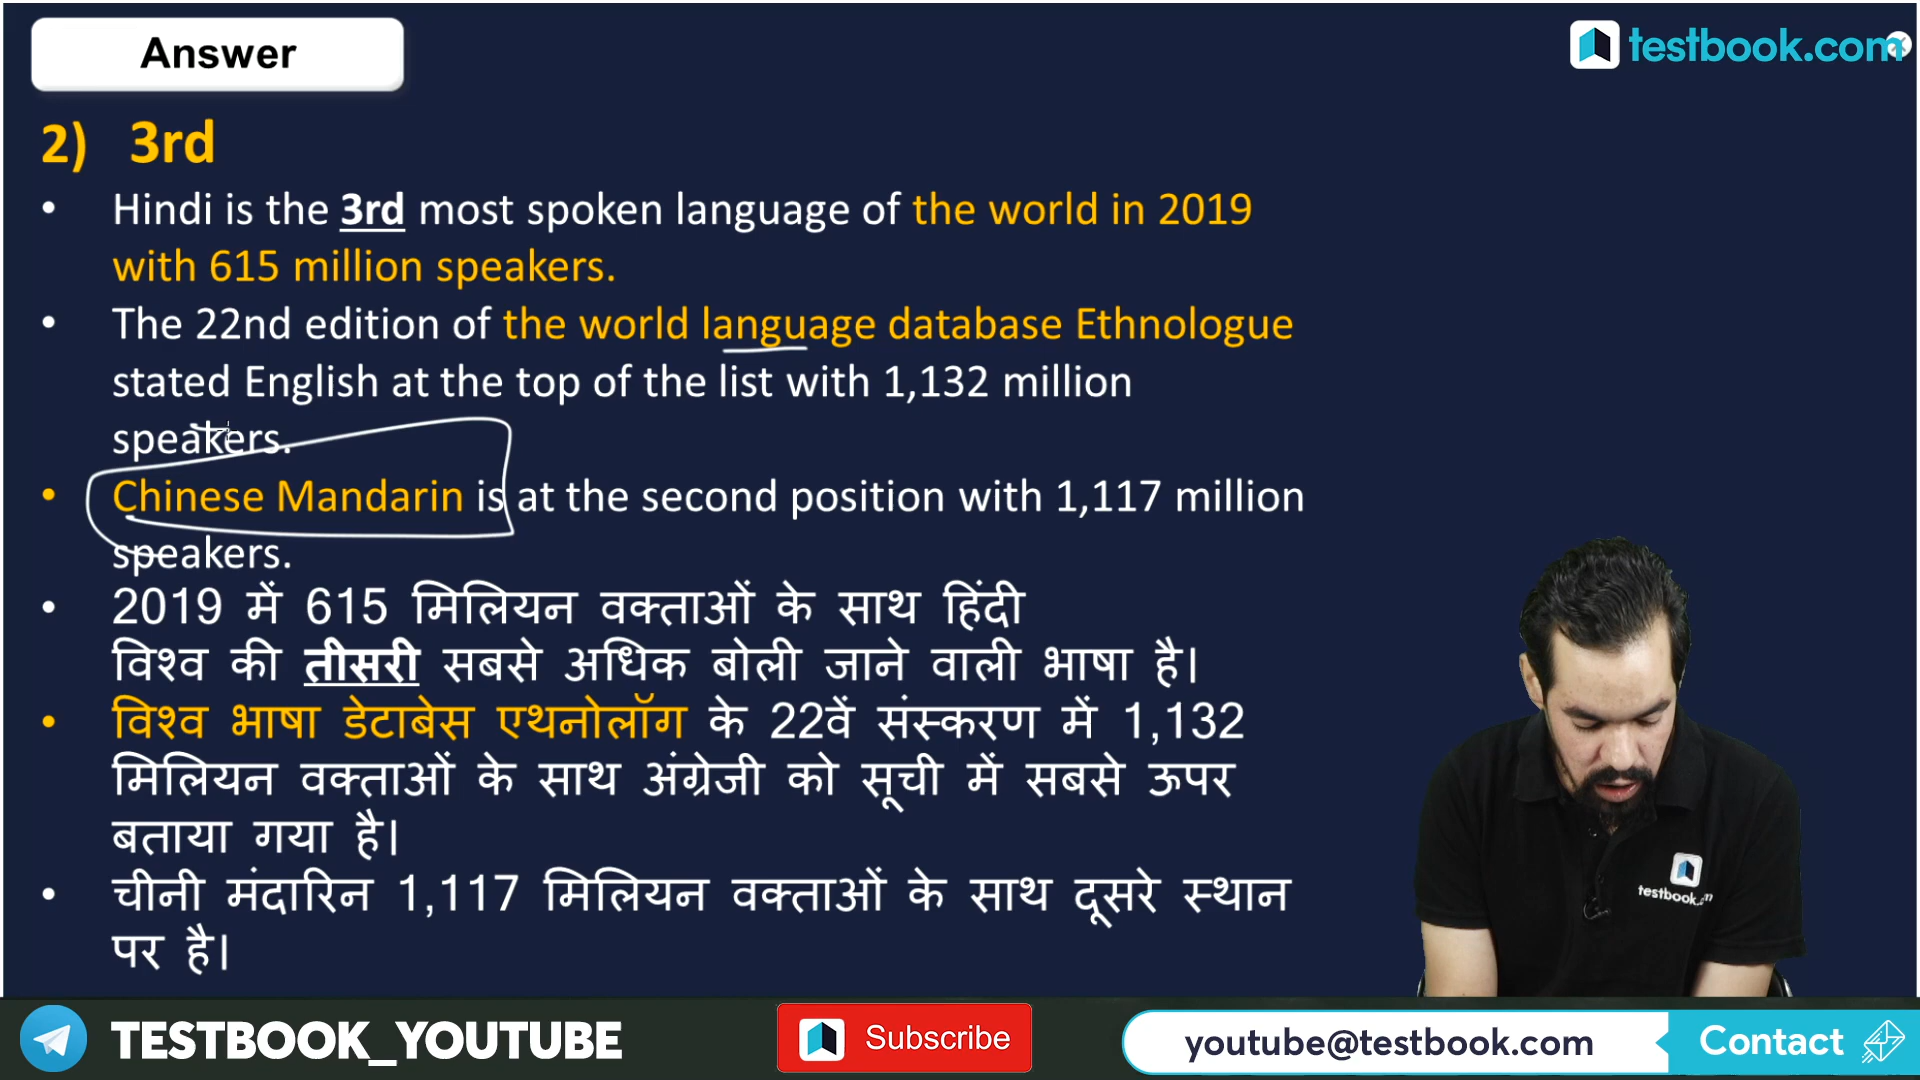 Answer
testbook.com
2) 3rd
• Hindi is the 3rd most spoken language of the world in 2019
with 615 million speakers.
• The 22nd edition of the world language database Ethnologue
stated English at the top of the list with 1,132 million
speakers.
• Chinese Mandarin is at the second position with 1,117 million
speakers.
• 2019 में 615 मिलियन वक्ताओं के साथ हिंदी
विश्व की तीसरी सबसे अधिक बोली जाने वाली भाषा है।
• विश्व भाषा डेटाबेस एथनोलॉग के 22वें संस्करण में 1,132
मिलियन वक्ताओं के साथ अंग्रेजी को सूची में सबसे ऊपर
बताया गया है।
• चीनी मंदारिन 1,117 मिलियन वक्ताओं के साथ दूसरे स्थान
पर है।
TESTBOOK_YOUTUBE
Subscribe
youtube@testbook.com
Contact